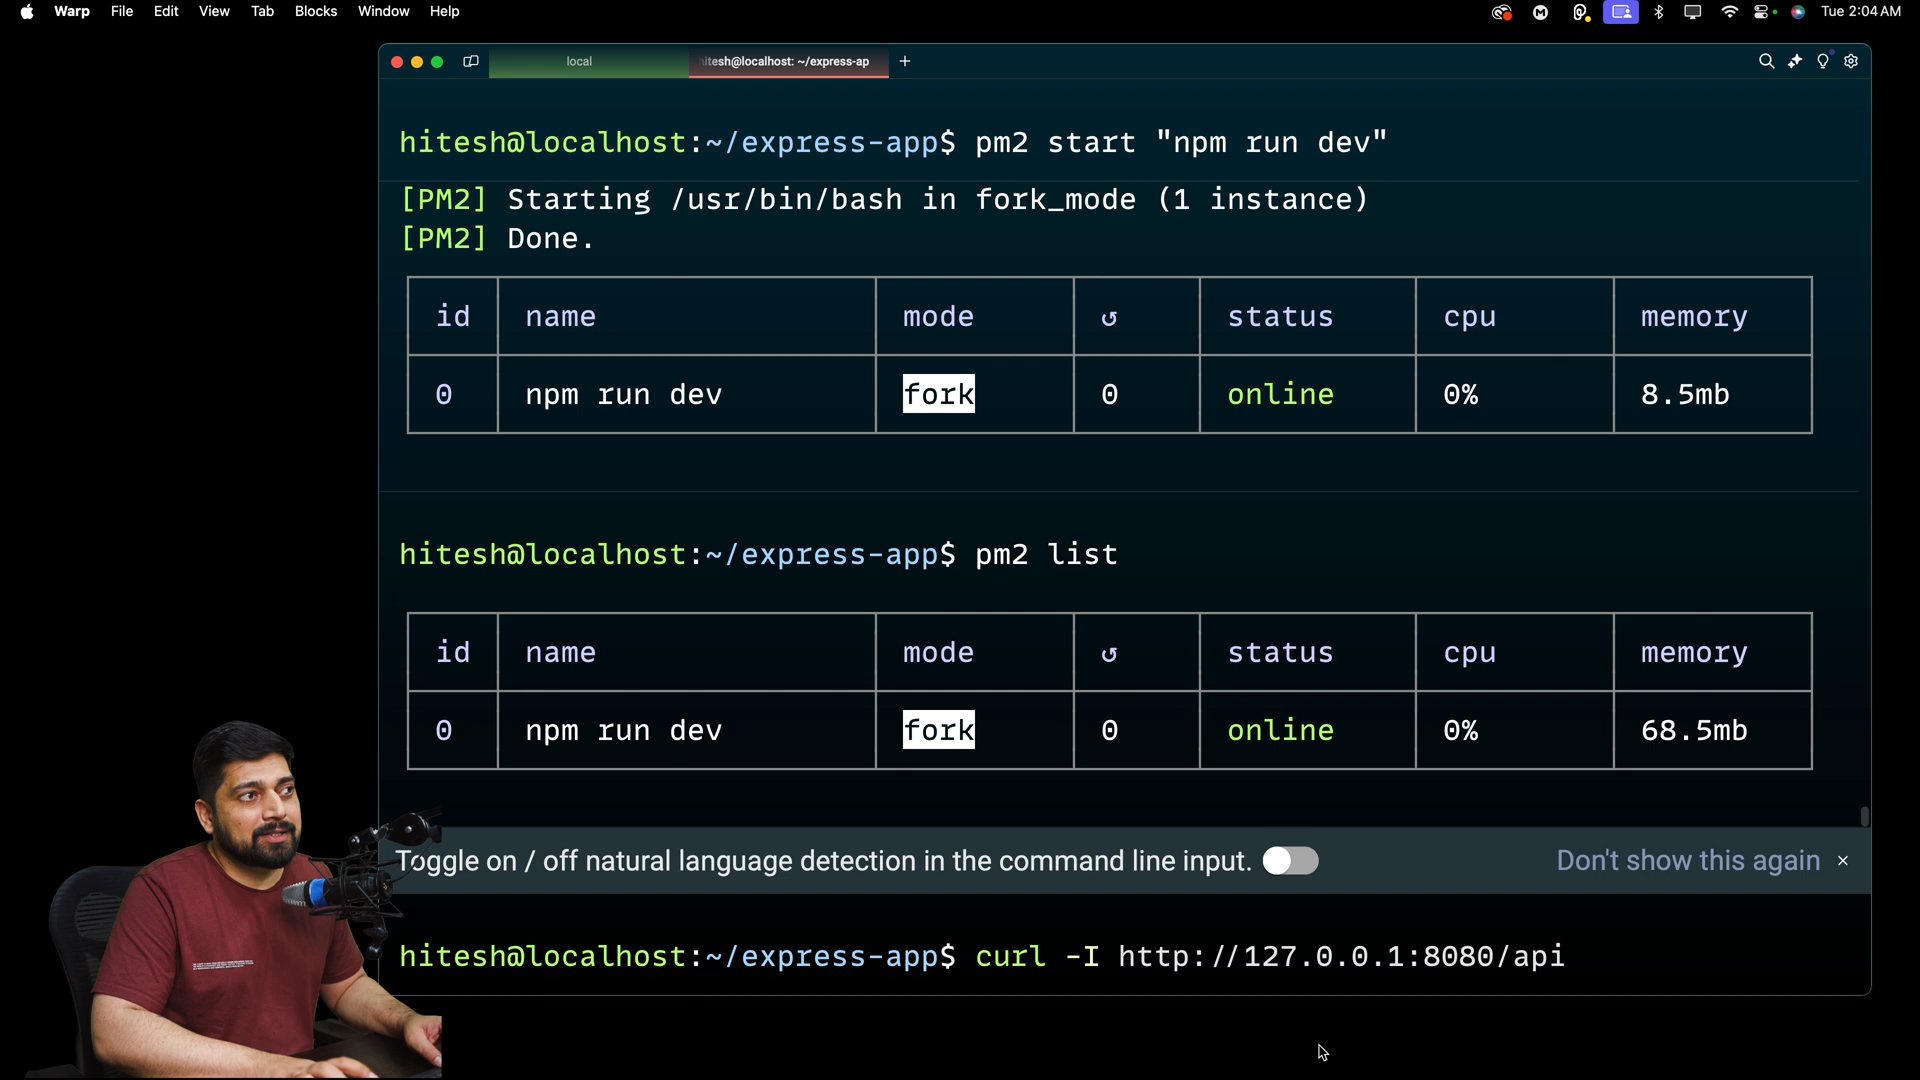 Warp File Edit View Tab Blocks Window Help Tue 2:04 AM
local hitesh@localhost: ~/express-ap +
hitesh@localhost:~/express-app$ pm2 start "npm run dev"
[PM2] Starting /usr/bin/bash in fork_mode (1 instance)
[PM2] Done.
id name mode ↺ status cpu memory
0 npm run dev fork 0 online 0% 8.5mb
hitesh@localhost:~/express-app$ pm2 list
id name mode ↺ status cpu memory
0 npm run dev fork 0 online 0% 68.5mb
Toggle on / off natural language detection in the command line input. Don't show this again ×
hitesh@localhost:~/express-app$ curl -I http://127.0.0.1:8080/api